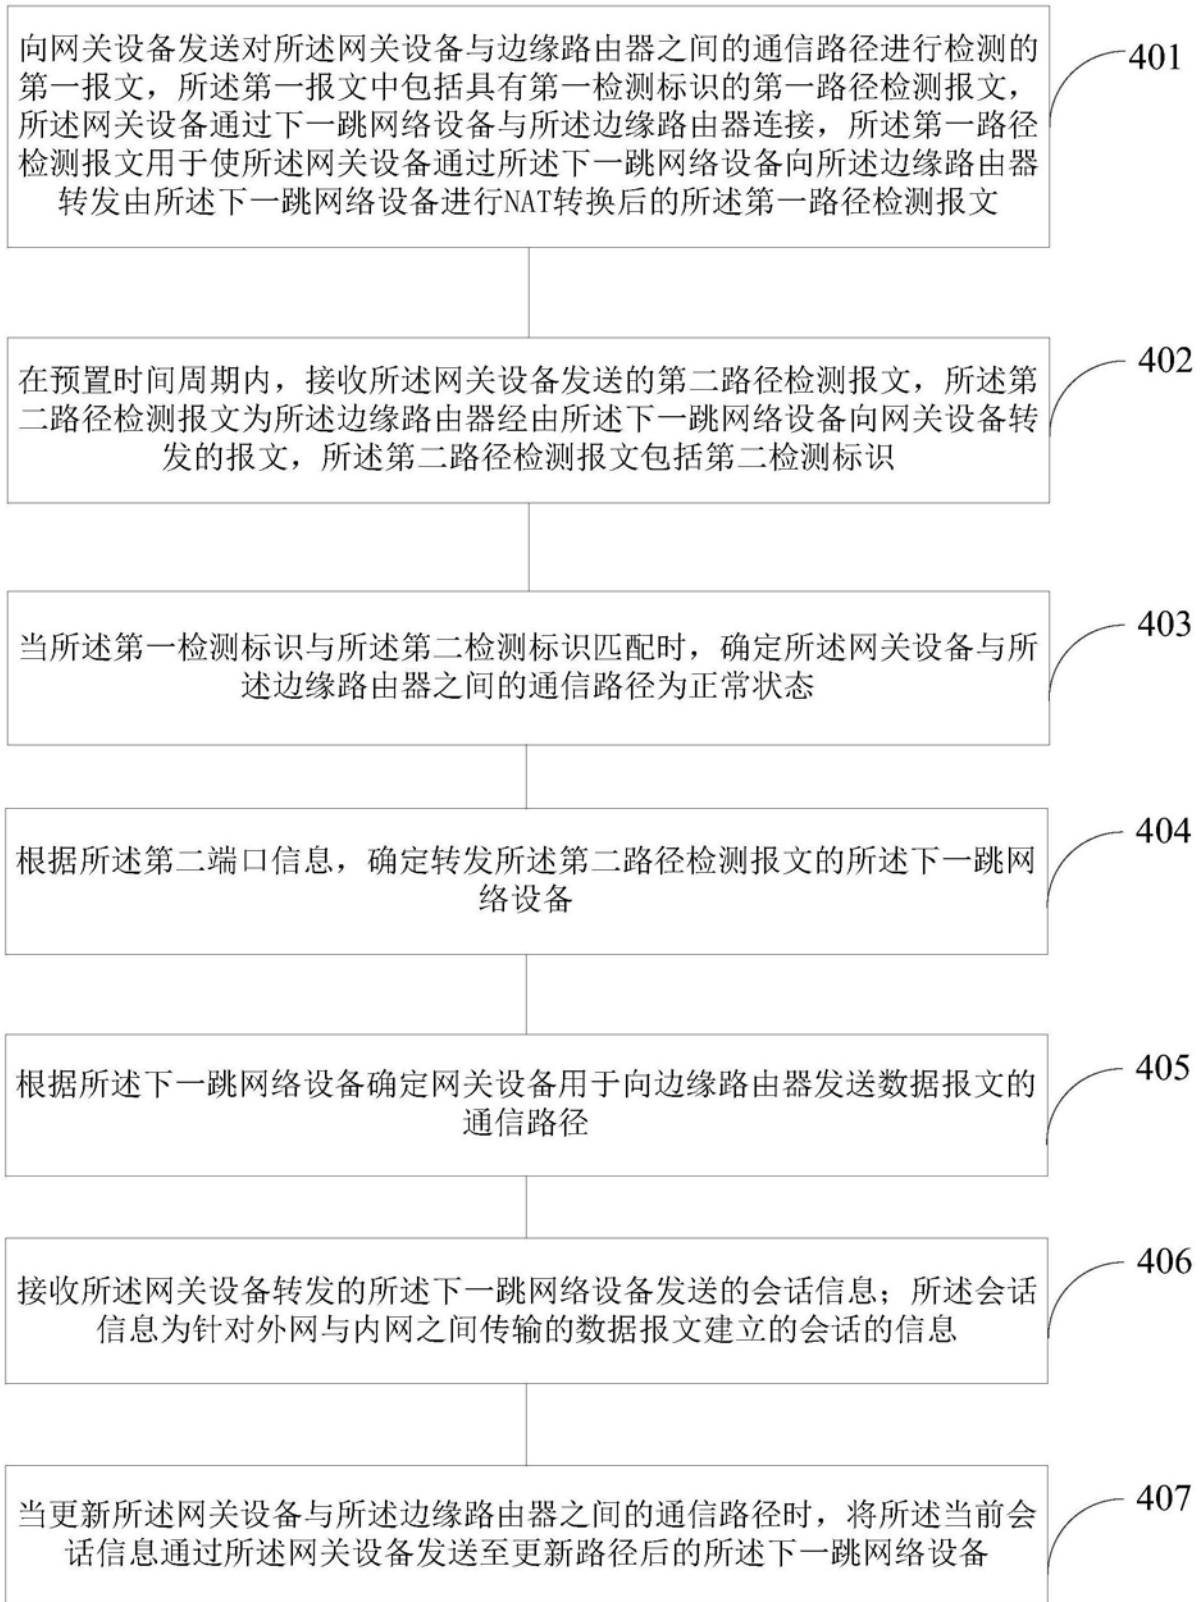 向网关设备发送对所述网关设备与边缘路由器之间的通信路径进行检测的
第一报文，所述第一报文中包括具有第一检测标识的第一路径检测报文，
所述网关设备通过下一跳网络设备与所述边缘路由器连接，所述第一路径
检测报文用于使所述网关设备通过所述下一跳网络设备向所述边缘路由器
转发由所述下一跳网络设备进行NAT转换后的所述第一路径检测报文
401
在预置时间周期内，接收所述网关设备发送的第二路径检测报文，所述第
二路径检测报文为所述边缘路由器经由所述下一跳网络设备向网关设备转
发的报文，所述第二路径检测报文包括第二检测标识
402
当所述第一检测标识与所述第二检测标识匹配时，确定所述网关设备与所
述边缘路由器之间的通信路径为正常状态
403
根据所述第二端口信息，确定转发所述第二路径检测报文的所述下一跳网
络设备
404
根据所述下一跳网络设备确定网关设备用于向边缘路由器发送数据报文的
通信路径
405
接收所述网关设备转发的所述下一跳网络设备发送的会话信息；所述会话
信息为针对外网与内网之间传输的数据报文建立的会话的信息
406
当更新所述网关设备与所述边缘路由器之间的通信路径时，将所述当前会
话信息通过所述网关设备发送至更新路径后的所述下一跳网络设备
407